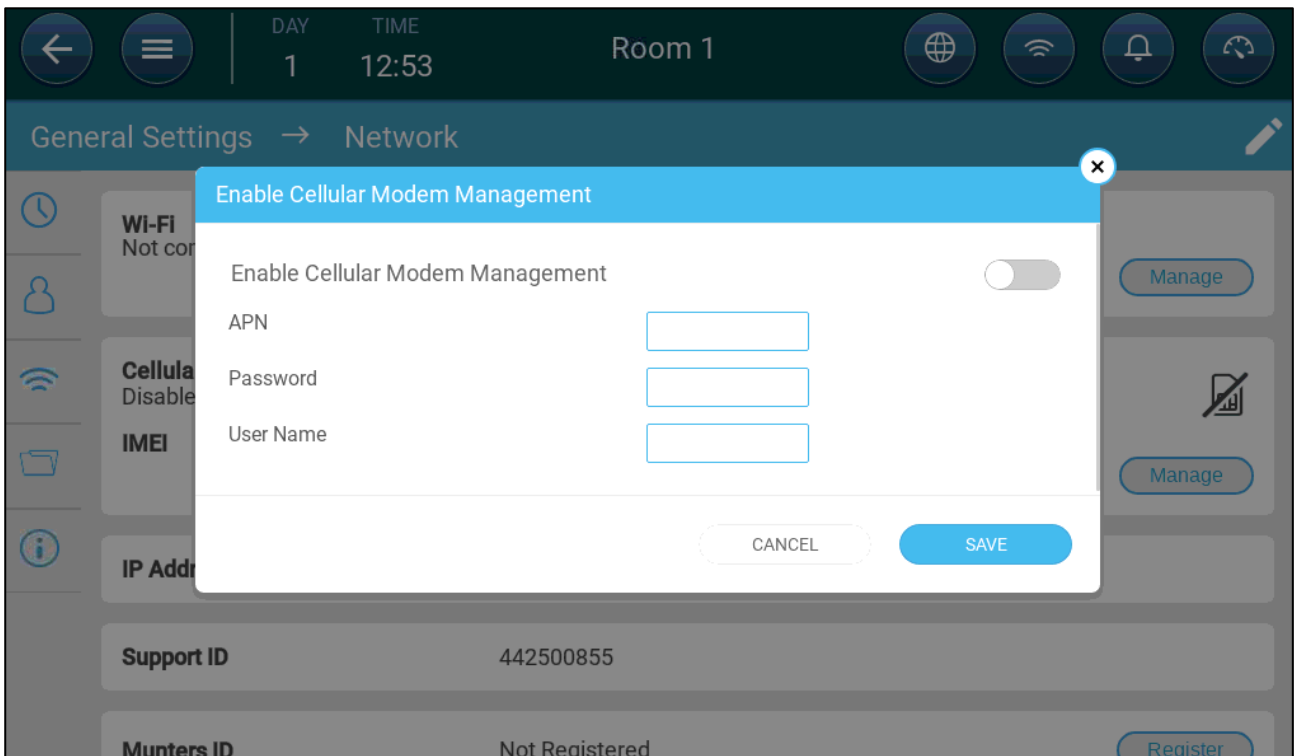 DAY TIME
1 12:53 Room 1
General Settings → Network
Enable Cellular Modem Management
Wi-Fi
Not con
Enable Cellular Modem Management
Manage
APN
Cellula
Password
Disable
User Name
IMEI
Manage
CANCEL SAVE
IP Addr
Support ID 442500855
Munters ID Not Registered Register